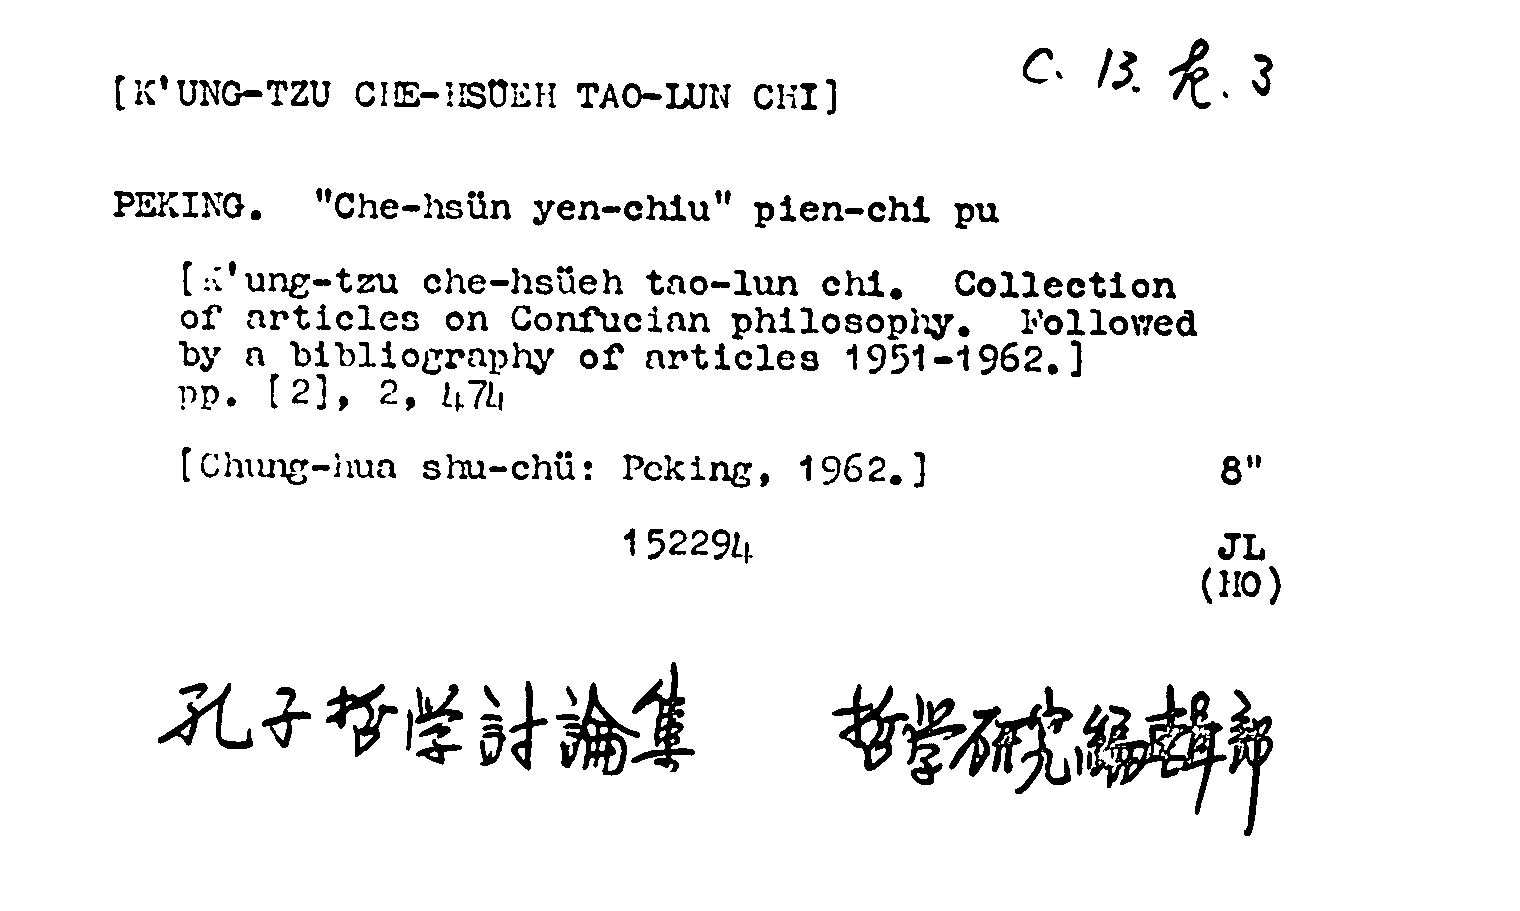 [K'UNG-TZU CHE-HSÜEH TAO-LUN CHI]
C. 13. f2. 3
PEKING. "Che-hsün yen-chiu" pien-chi pu
[K'ung-tzu che-hsüeh tao-lun chi. Collection
of articles on Confucian philosophy. Followed
by a bibliography of articles 1951-1962.]
pp. [2], 2, 474
[Chung-hua shu-chü: Peking, 1962.] 8"
152294 JL
(HO)
孔子哲学討論集 哲学研究編輯部